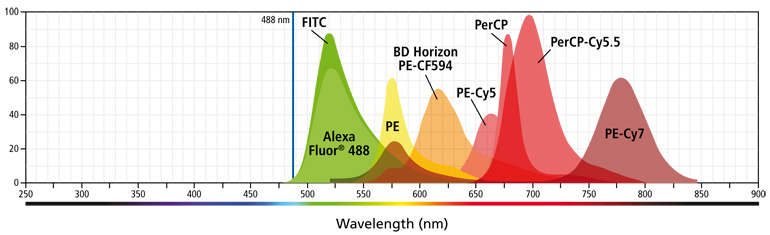 100
80
60
40
20
0
488 nm
FITC
Alexa
Fluor® 488
PE
BD Horizon
PE-CF594
PE-Cy5
PerCP
PerCP-Cy5.5
PE-Cy7
250 300 350 400 450 500 550 600 650 700 750 800 850 900
Wavelength (nm)